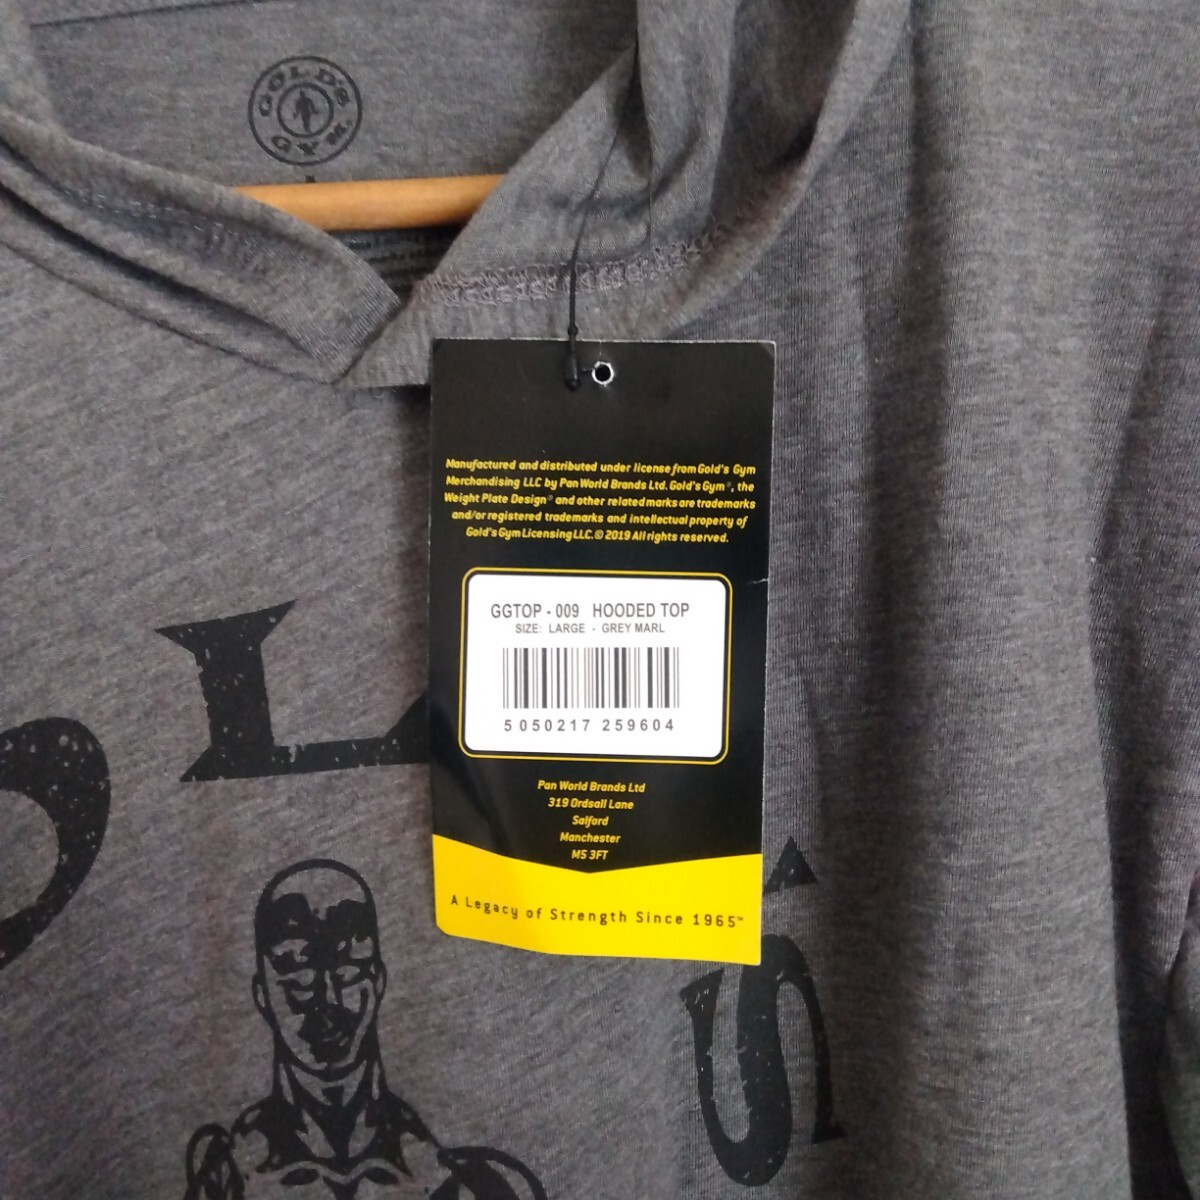 GOLD'S
GYM
Manufactured and distributed under license from Gold's Gym
Merchandising LLC by Pan World Brands Ltd. Gold's Gym®, the
Weight Plate Design® and other related marks are trademarks
and/or registered trademarks and intellectual property of
Gold's Gym Licensing LLC.© 2019 All rights reserved.
GGTOP - 009 HOODED TOP
SIZE: LARGE - GREY MARL
5 050217 259604
Pan World Brands Ltd
319 Ordsall Lane
Salford
Manchester
M5 3FT
A Legacy of Strength Since 1965™
L
'S